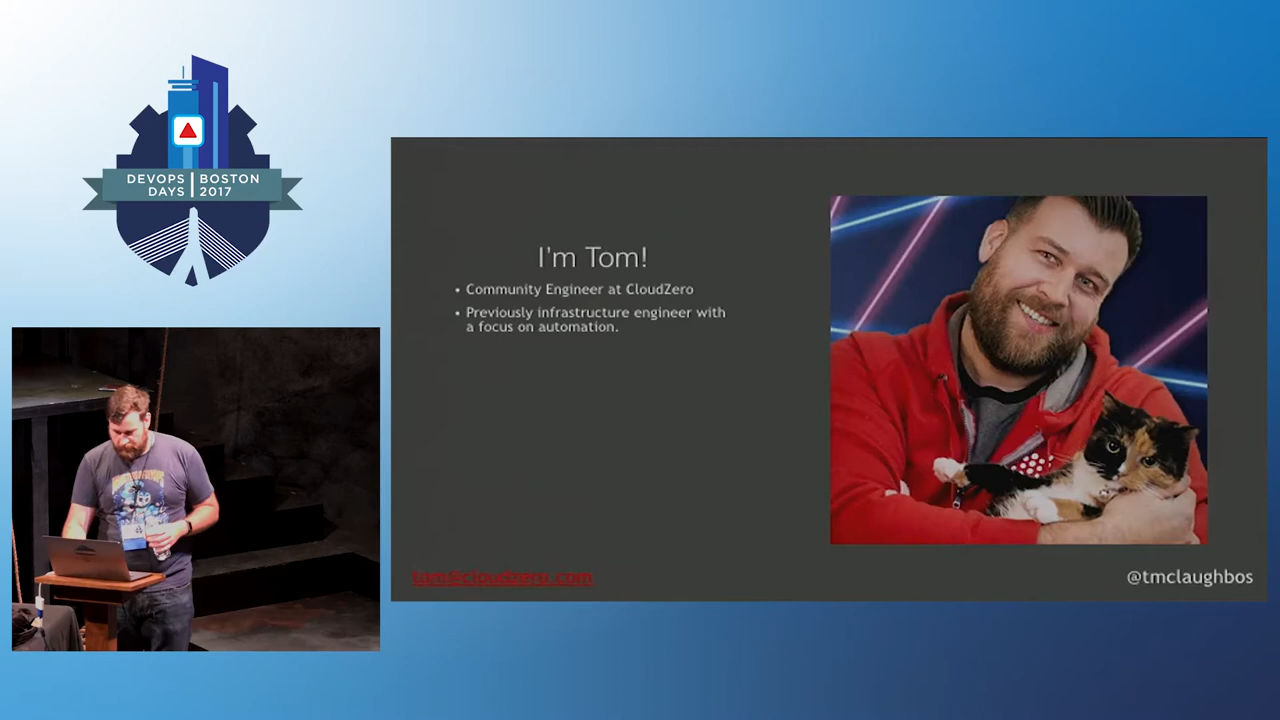 DEVOPS | BOSTON
DAYS | 2017
I'm Tom!
• Community Engineer at CloudZero
• Previously infrastructure engineer with
a focus on automation.
tom@cloudzero.com
@tmclaughbos